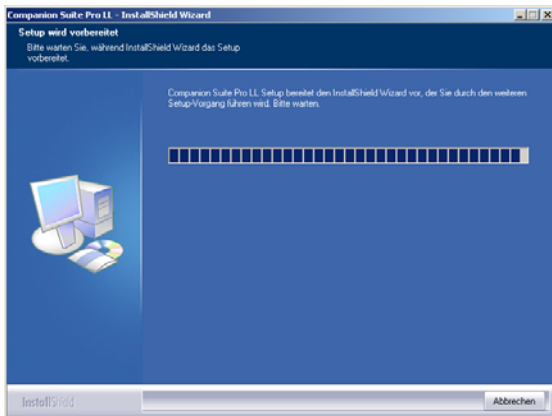 Companion Suite Pro LL - InstallShield Wizard
Setup wird vorbereitet
Bitte warten Sie, während InstallShield Wizard das Setup
vorbereitet.
Companion Suite Pro LL Setup bereitet den InstallShield Wizard vor, der Sie durch den weiteren
Setup-Vorgang führen wird. Bitte warten.
InstallShield
Abbrechen